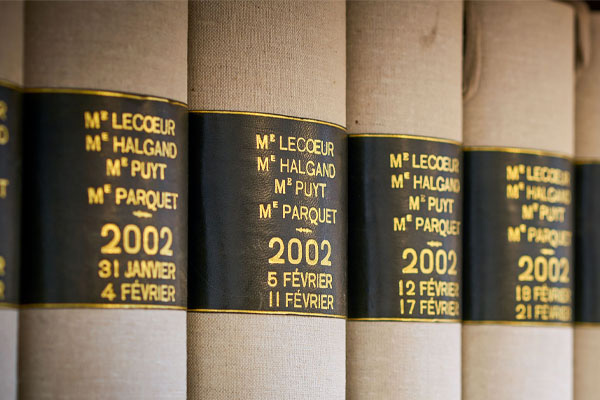 Mᴱ LECOEUR
Mᴱ HALGAND
Mᴱ PUYT
Mᴱ PARQUET
2002
31 JANVIER
4 FÉVRIER
Mᴱ LECOEUR
Mᴱ HALGAND
Mᴱ PUYT
Mᴱ PARQUET
2002
5 FÉVRIER
11 FÉVRIER
Mᴱ LECOEUR
Mᴱ HALGAND
Mᴱ PUYT
Mᴱ PARQUET
2002
12 FÉVRIER
17 FÉVRIER
Mᴱ LECOEUR
Mᴱ HALGAND
Mᴱ PUYT
Mᴱ PARQUET
2002
18 FÉVRIER
21 FÉVRIER